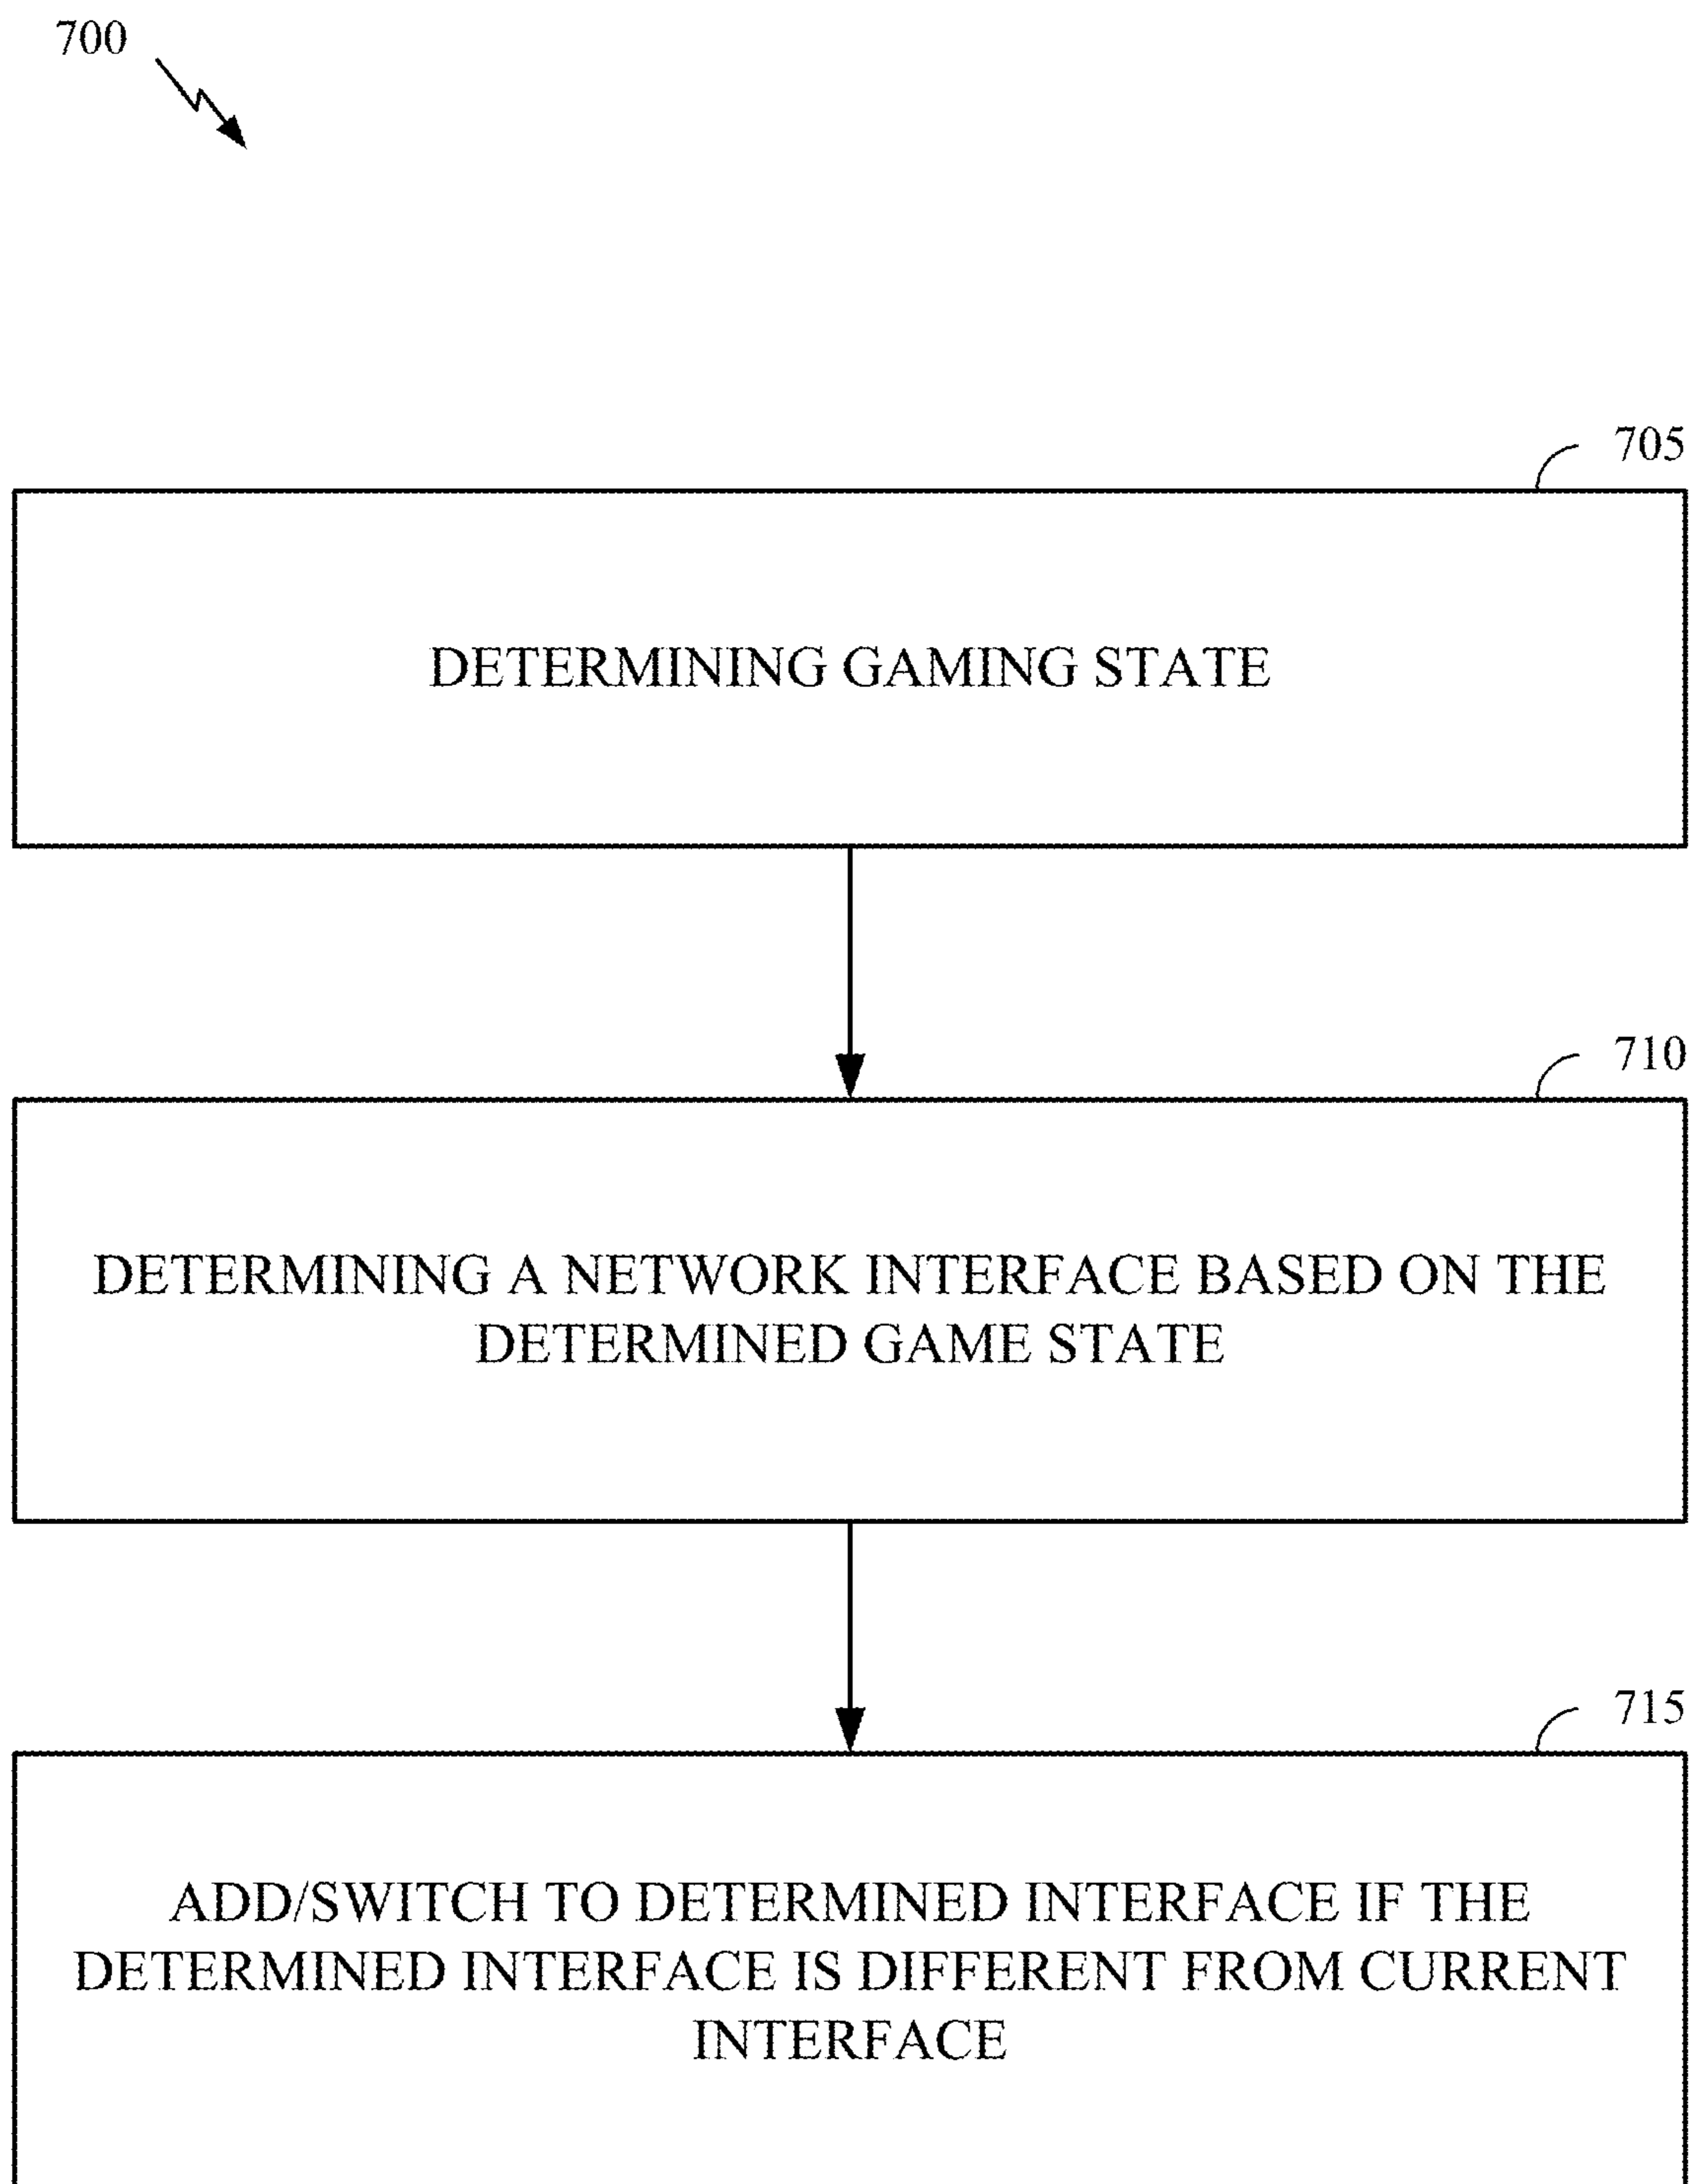 700
705
DETERMINING GAMING STATE
710
DETERMINING A NETWORK INTERFACE BASED ON THE
DETERMINED GAME STATE
715
ADD/SWITCH TO DETERMINED INTERFACE IF THE
DETERMINED INTERFACE IS DIFFERENT FROM CURRENT
INTERFACE